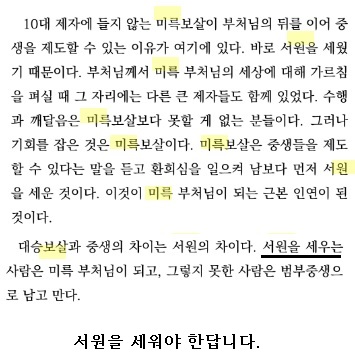 10대 제자에 들지 않는 미륵보살이 부처님의 뒤를 이어 중
생을 제도할 수 있는 이유가 여기에 있다. 바로 서원을 세웠
기 때문이다. 부처님께서 미륵 부처님의 세상에 대해 가르침
을 펴실 때 그 자리에는 다른 큰 제자들도 함께 있었다. 수행
과 깨달음은 미륵보살보다 못할 게 없는 분들이다. 그러나
기회를 잡은 것은 미륵보살이다. 미륵보살은 중생들을 제도
할 수 있다는 말을 듣고 환희심을 일으켜 남보다 먼저 서원
을 세운 것이다. 이것이 미륵 부처님이 되는 근본 인연이 된
것이다.
대승보살과 중생의 차이는 서원의 차이다. 서원을 세우는
사람은 미륵 부처님이 되고, 그렇지 못한 사람은 범부중생으
로 남고 만다.
서원을 세워야 한답니다.